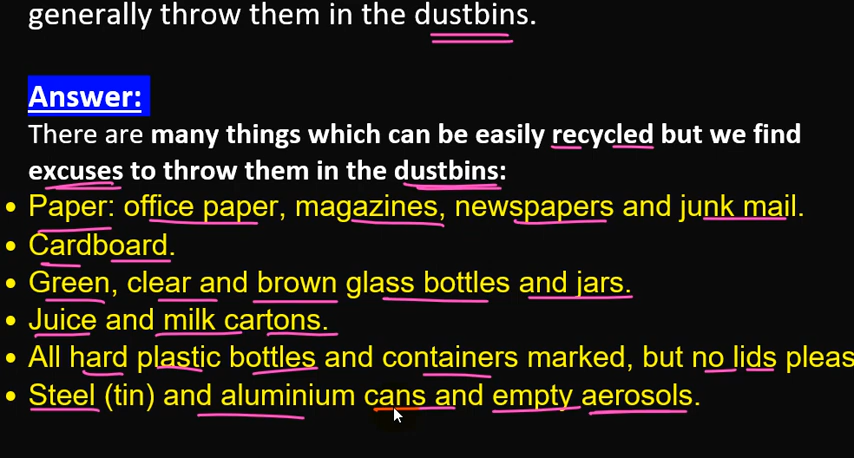 generally throw them in the dustbins.
Answer:
There are many things which can be easily recycled but we find
excuses to throw them in the dustbins:
• Paper: office paper, magazines, newspapers and junk mail.
• Cardboard.
• Green, clear and brown glass bottles and jars.
• Juice and milk cartons.
• All hard plastic bottles and containers marked, but no lids pleas
• Steel (tin) and aluminium cans and empty aerosols.